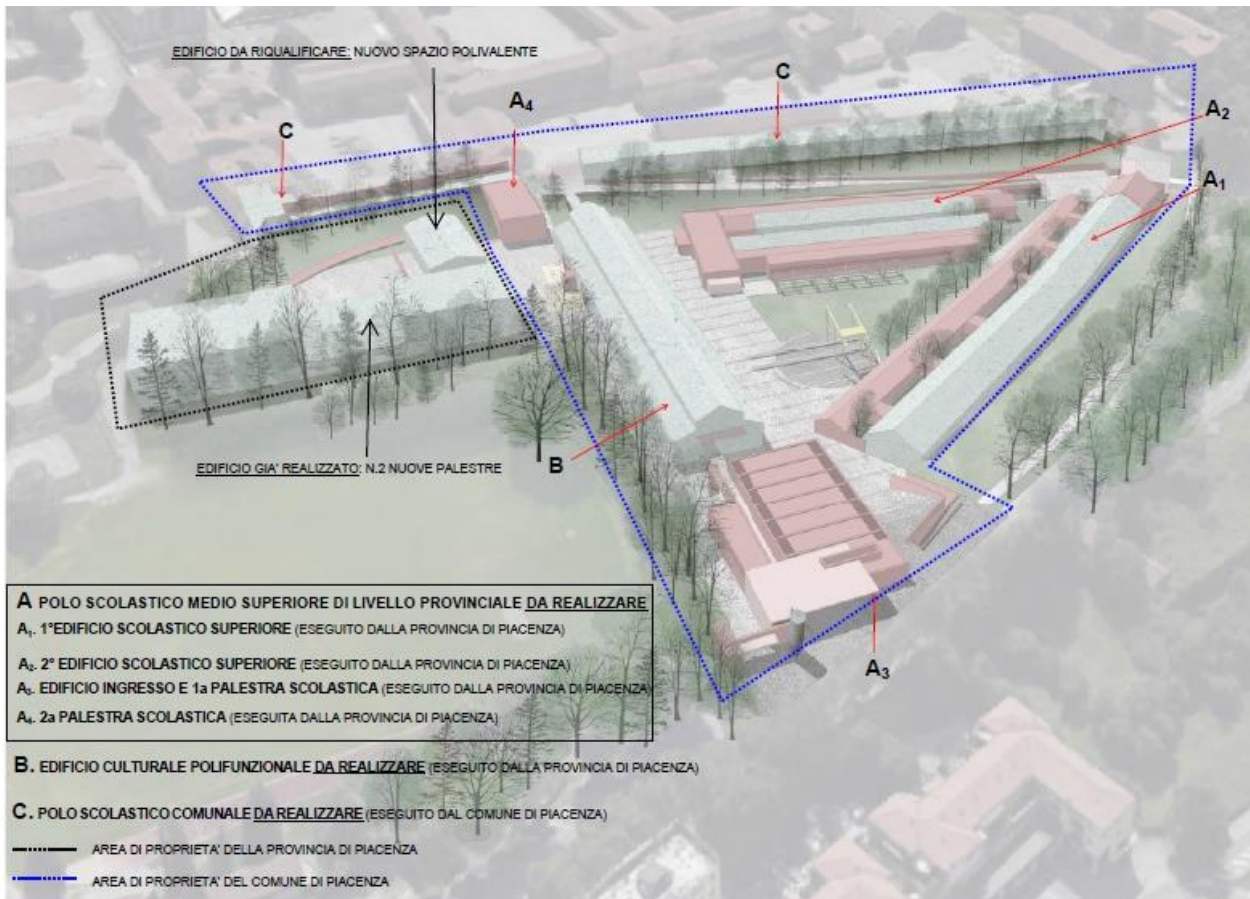 EDIFICIO DA RIQUALIFICARE: NUOVO SPAZIO POLIVALENTE
C
A4
C
A2
A1
EDIFICIO GIA' REALIZZATO: N.2 NUOVE PALESTRE
B
A3
A POLO SCOLASTICO MEDIO SUPERIORE DI LIVELLO PROVINCIALE DA REALIZZARE
A1. 1°EDIFICIO SCOLASTICO SUPERIORE (ESEGUITO DALLA PROVINCIA DI PIACENZA)
A2. 2° EDIFICIO SCOLASTICO SUPERIORE (ESEGUITO DALLA PROVINCIA DI PIACENZA)
A3. EDIFICIO INGRESSO E 1a PALESTRA SCOLASTICA (ESEGUITO DALLA PROVINCIA DI PIACENZA)
A4. 2a PALESTRA SCOLASTICA (ESEGUITA DALLA PROVINCIA DI PIACENZA)
B. EDIFICIO CULTURALE POLIFUNZIONALE DA REALIZZARE (ESEGUITO DALLA PROVINCIA DI PIACENZA)
C. POLO SCOLASTICO COMUNALE DA REALIZZARE (ESEGUITO DAL COMUNE DI PIACENZA)
AREA DI PROPRIETA' DELLA PROVINCIA DI PIACENZA
AREA DI PROPRIETA' DEL COMUNE DI PIACENZA